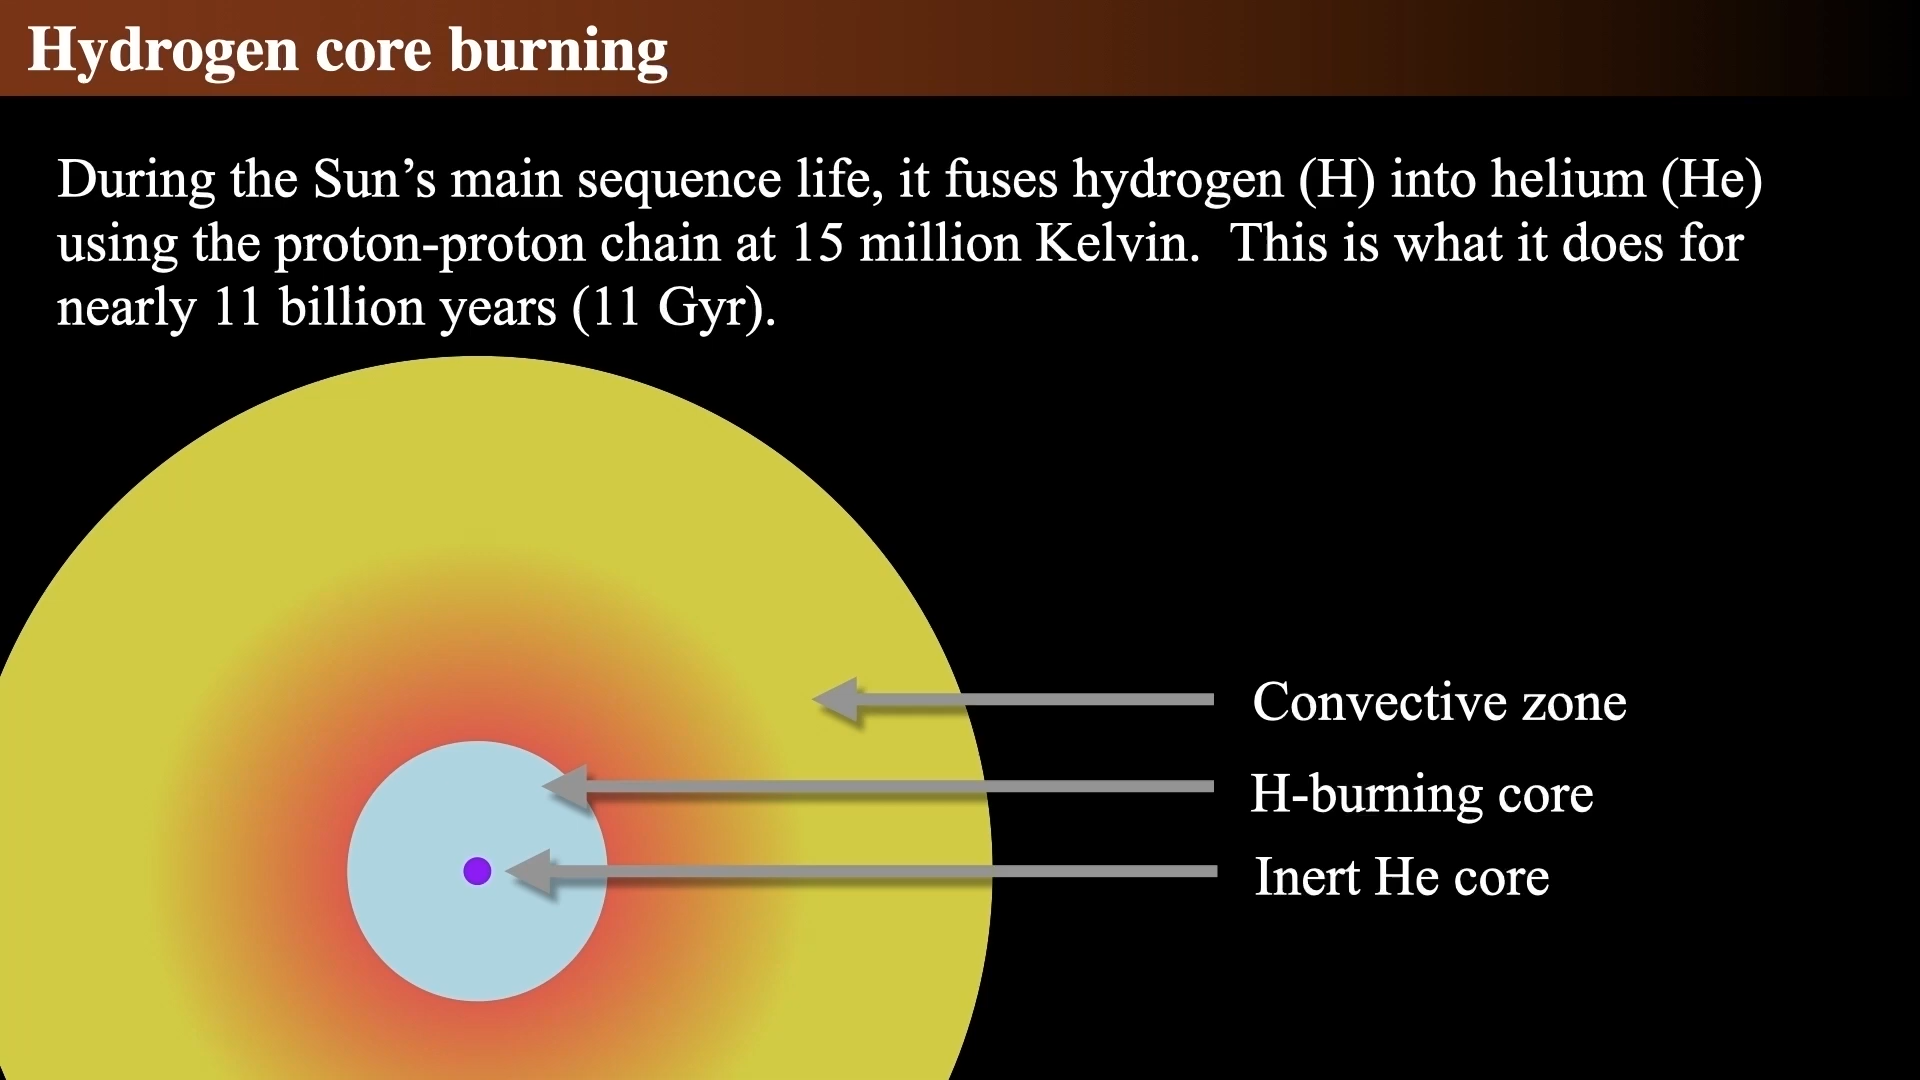 Hydrogen core burning
During the Sun’s main sequence life, it fuses hydrogen (H) into helium (He)
using the proton-proton chain at 15 million Kelvin.  This is what it does for
nearly 11 billion years (11 Gyr).
Convective zone
H-burning core
Inert He core